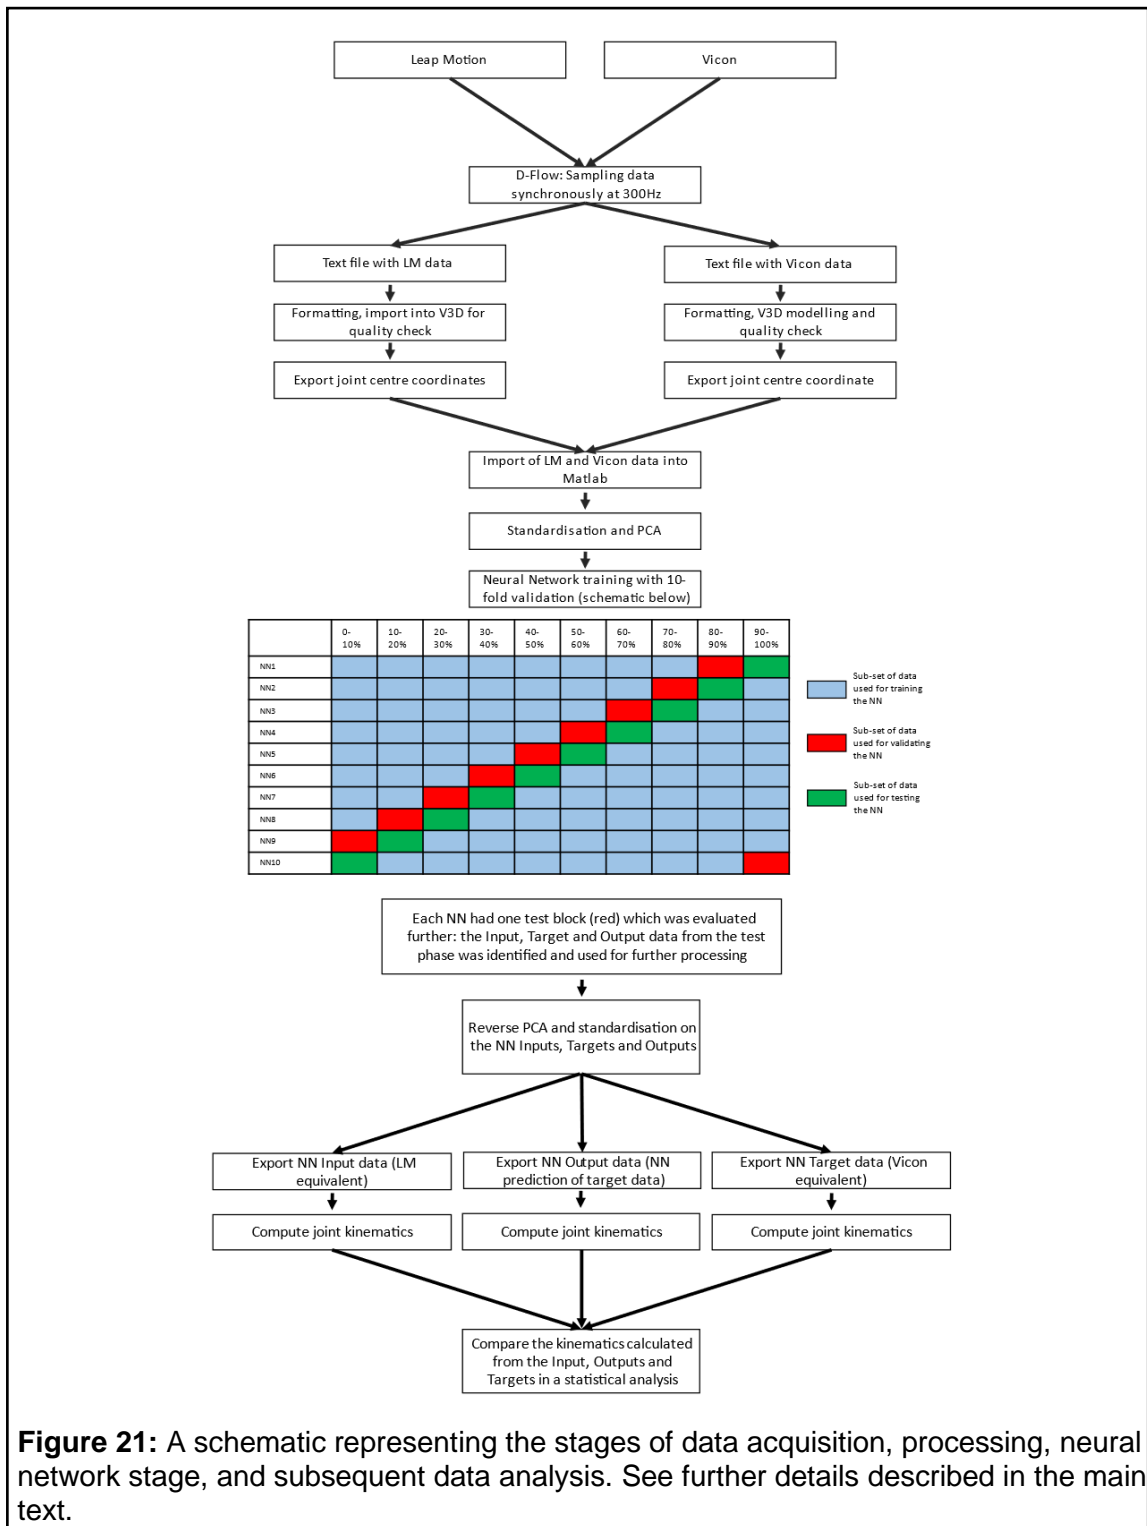 Leap Motion
Vicon
D-Flow: Sampling data
synchronously at 300Hz
Text file with LM data
Text file with Vicon data
Formatting, import into V3D for
quality check
Formatting, V3D modelling and
quality check
Export joint centre coordinates
Export joint centre coordinate
Import of LM and Vicon data into
Matlab
Standardisation and PCA
Neural Network training with 10-
fold validation (schematic below)
0-
10%
10-
20%
20-
30%
30-
40%
40-
50%
50-
60%
60-
70%
70-
80%
80-
90%
90-
100%
NN1
NN2
NN3
NN4
NN5
NN6
NN7
NN8
NN9
NN10
Sub-set of data
used for training
the NN
Sub-set of data
used for validating
the NN
Sub-set of data
used for testing
the NN
Each NN had one test block (red) which was evaluated
further: the Input, Target and Output data from the test
phase was identified and used for further processing
Reverse PCA and standardisation on
the NN Inputs, Targets and Outputs
Export NN Input data (LM
equivalent)
Export NN Output data (NN
prediction of target data)
Export NN Target data (Vicon
equivalent)
Compute joint kinematics
Compute joint kinematics
Compute joint kinematics
Compare the kinematics calculated
from the Input, Outputs and
Targets in a statistical analysis
Figure 21: A schematic representing the stages of data acquisition, processing, neural
network stage, and subsequent data analysis. See further details described in the main
text.